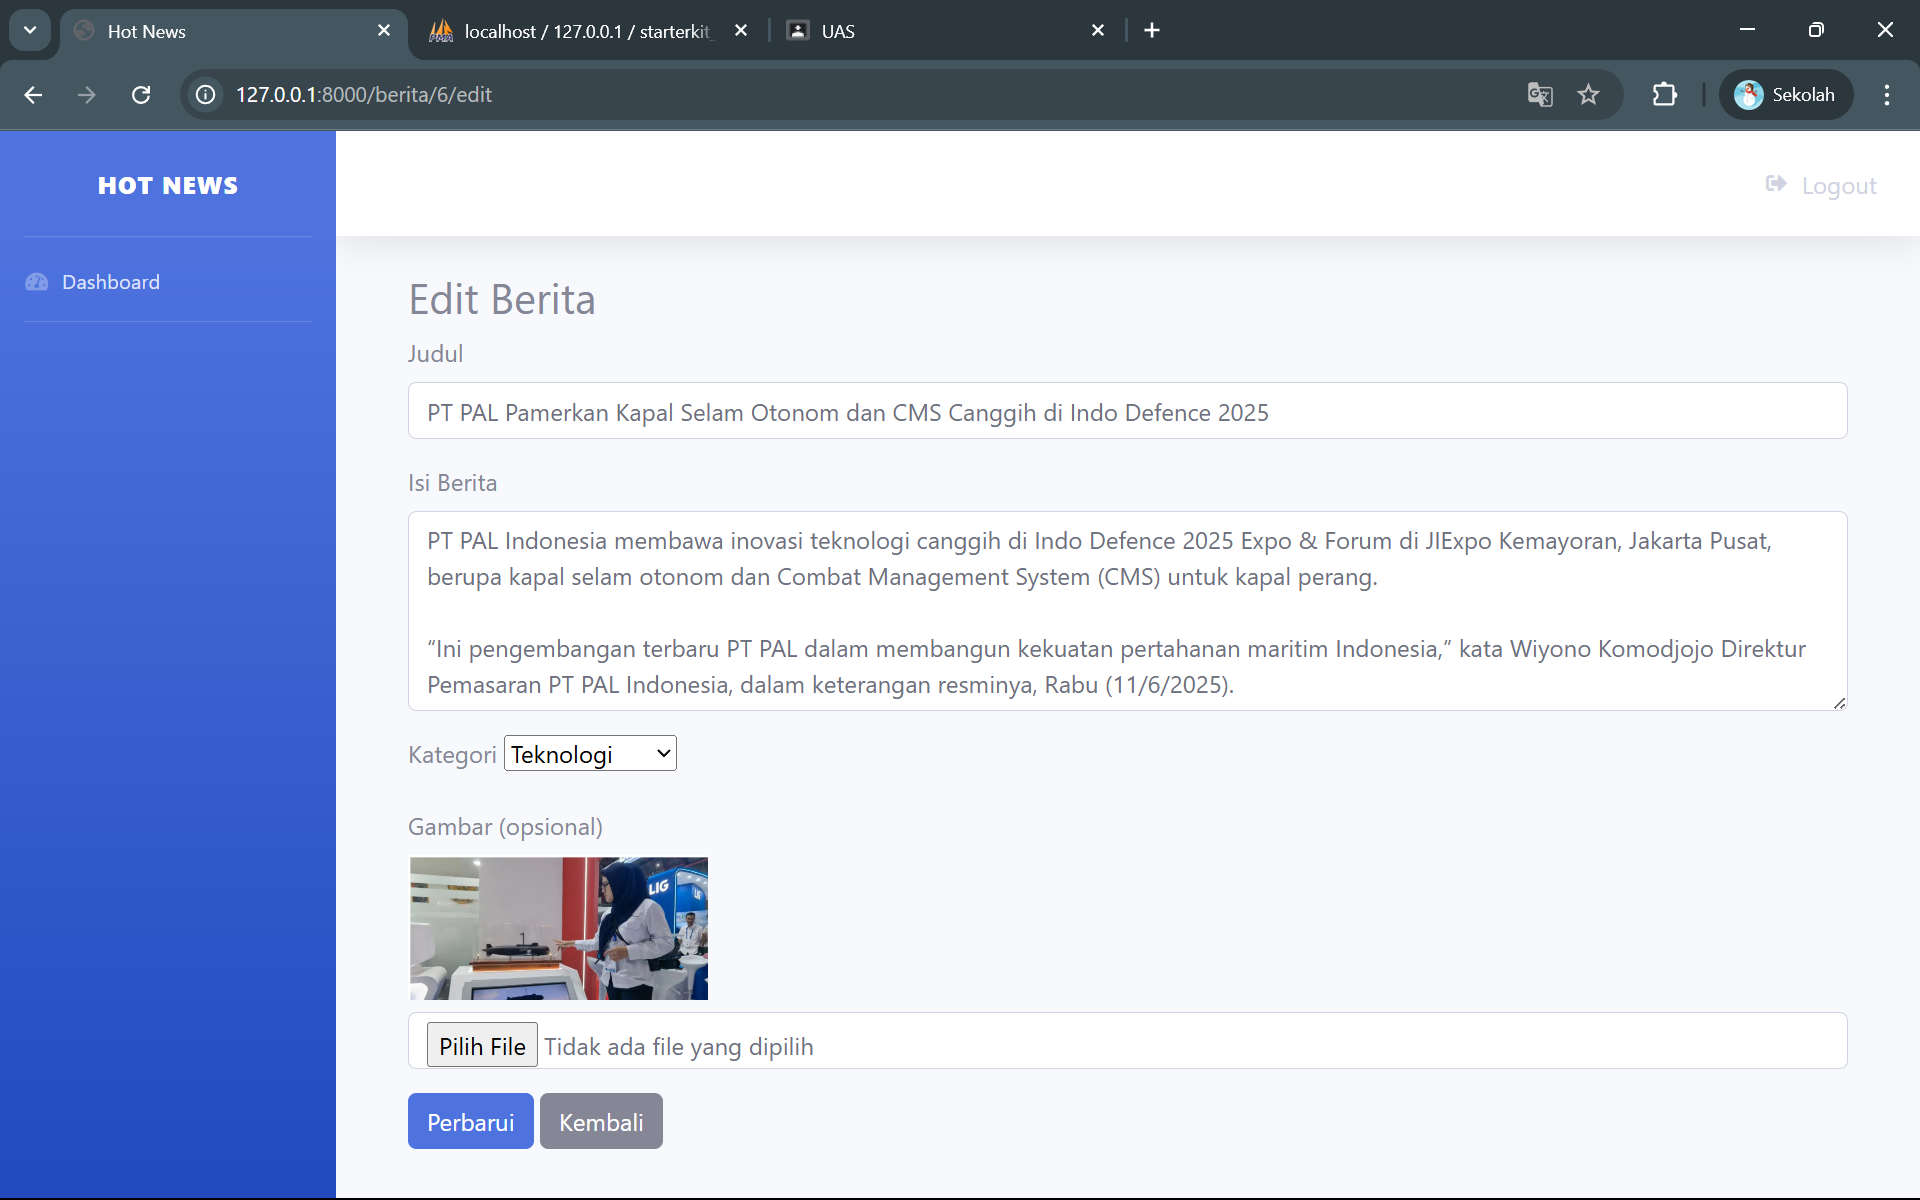 Hot News
localhost / 127.0.0.1 / starterkit_
UAS
127.0.0.1:8000/berita/6/edit
Sekolah
HOT NEWS
Logout
Dashboard
Edit Berita
Judul
PT PAL Pamerkan Kapal Selam Otonom dan CMS Canggih di Indo Defence 2025
Isi Berita
PT PAL Indonesia membawa inovasi teknologi canggih di Indo Defence 2025 Expo & Forum di JIExpo Kemayoran, Jakarta Pusat,
berupa kapal selam otonom dan Combat Management System (CMS) untuk kapal perang.
“Ini pengembangan terbaru PT PAL dalam membangun kekuatan pertahanan maritim Indonesia,” kata Wiyono Komodjojo Direktur
Pemasaran PT PAL Indonesia, dalam keterangan resminya, Rabu (11/6/2025).
Kategori Teknologi
Gambar (opsional)
LIG
Pilih File Tidak ada file yang dipilih
Perbarui Kembali